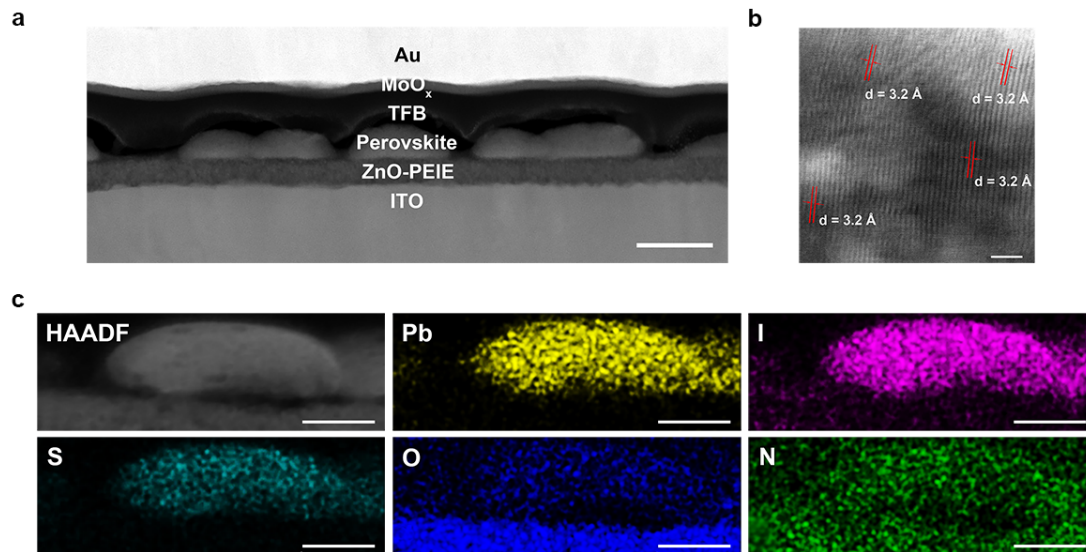 a
Au
MoOₓ
TFB
Perovskite
ZnO-PEIE
ITO
b
d = 3.2 Å
d = 3.2 Å
d = 3.2 Å
d = 3.2 Å
c
HAADF
Pb
I
S
O
N